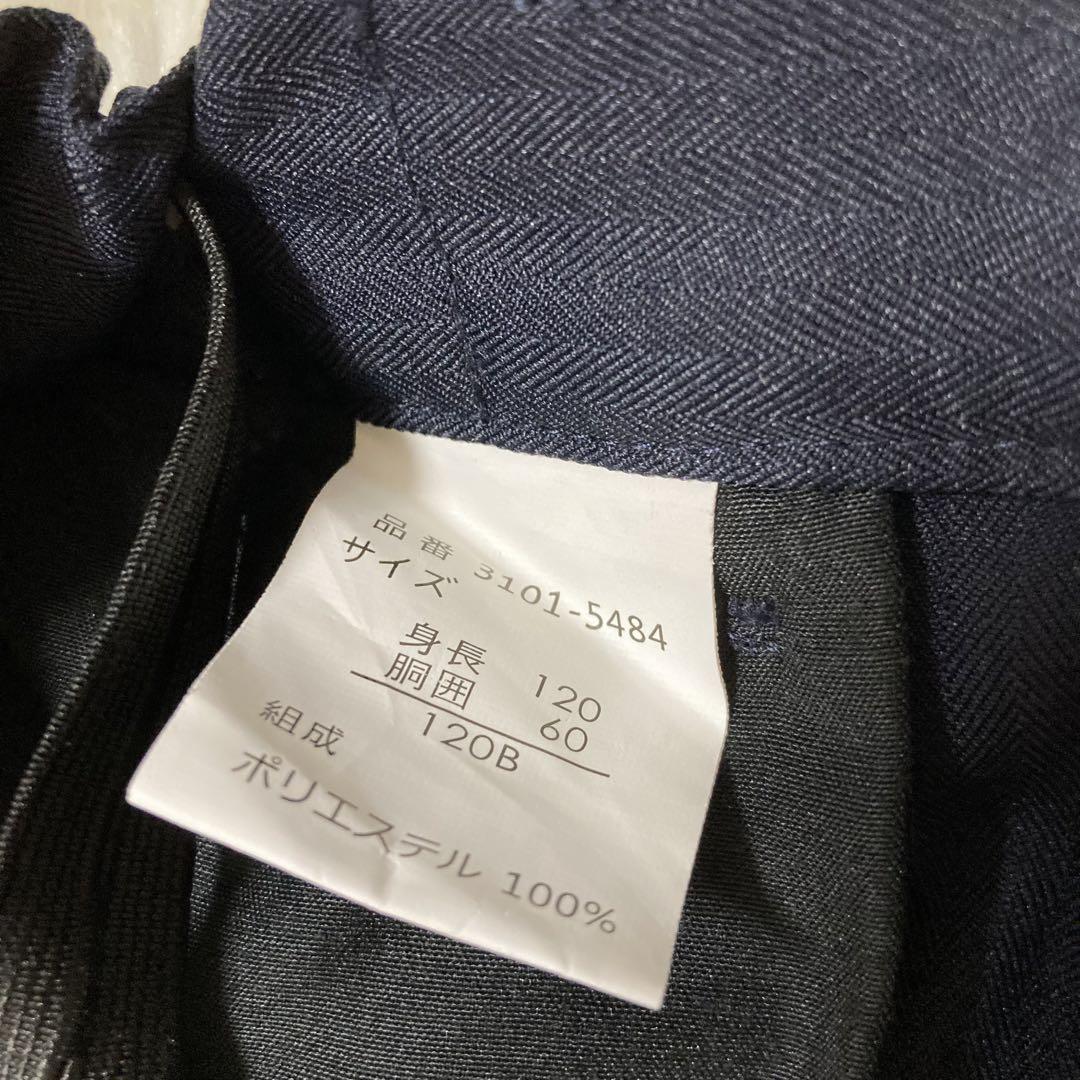 品番 3101-5484
サイズ
身長 120
胴囲 60
120B
組成
ポリエステル 100%